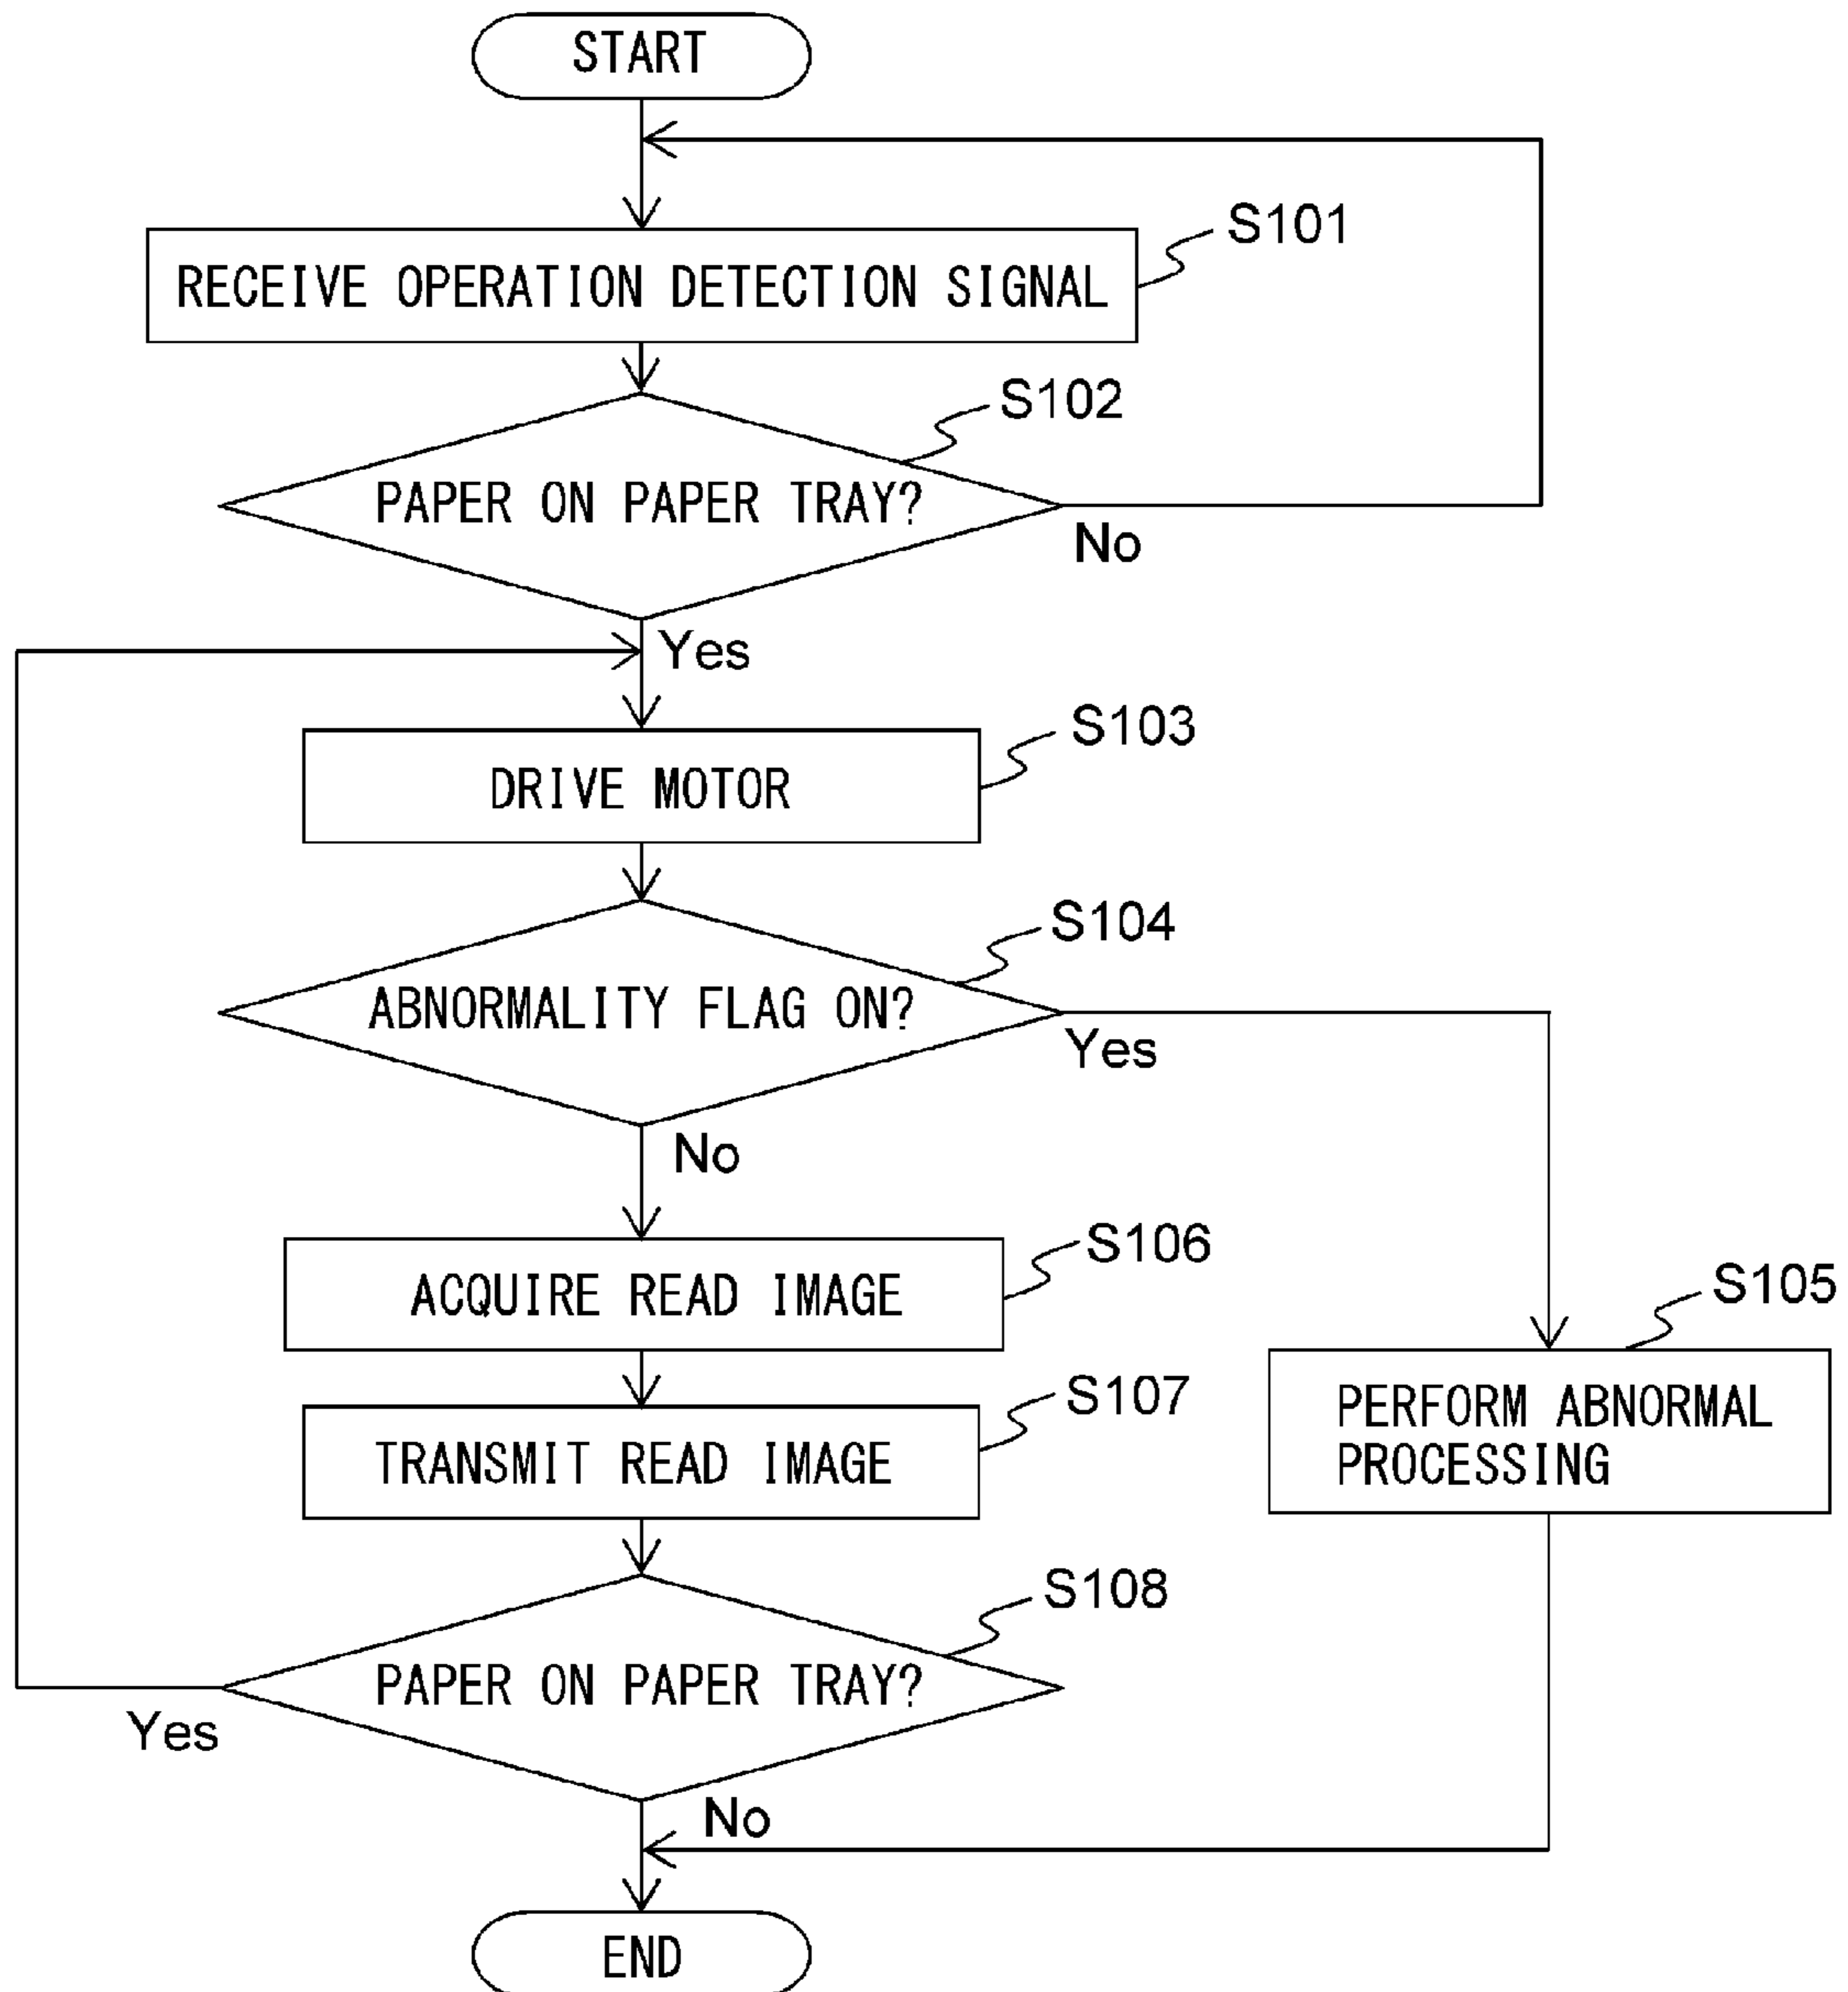 START
S101
RECEIVE OPERATION DETECTION SIGNAL
S102
PAPER ON PAPER TRAY?
No
Yes
S103
DRIVE MOTOR
S104
ABNORMALITY FLAG ON?
Yes
No
S106
ACQUIRE READ IMAGE
S105
PERFORM ABNORMAL
PROCESSING
S107
TRANSMIT READ IMAGE
S108
PAPER ON PAPER TRAY?
Yes
No
END